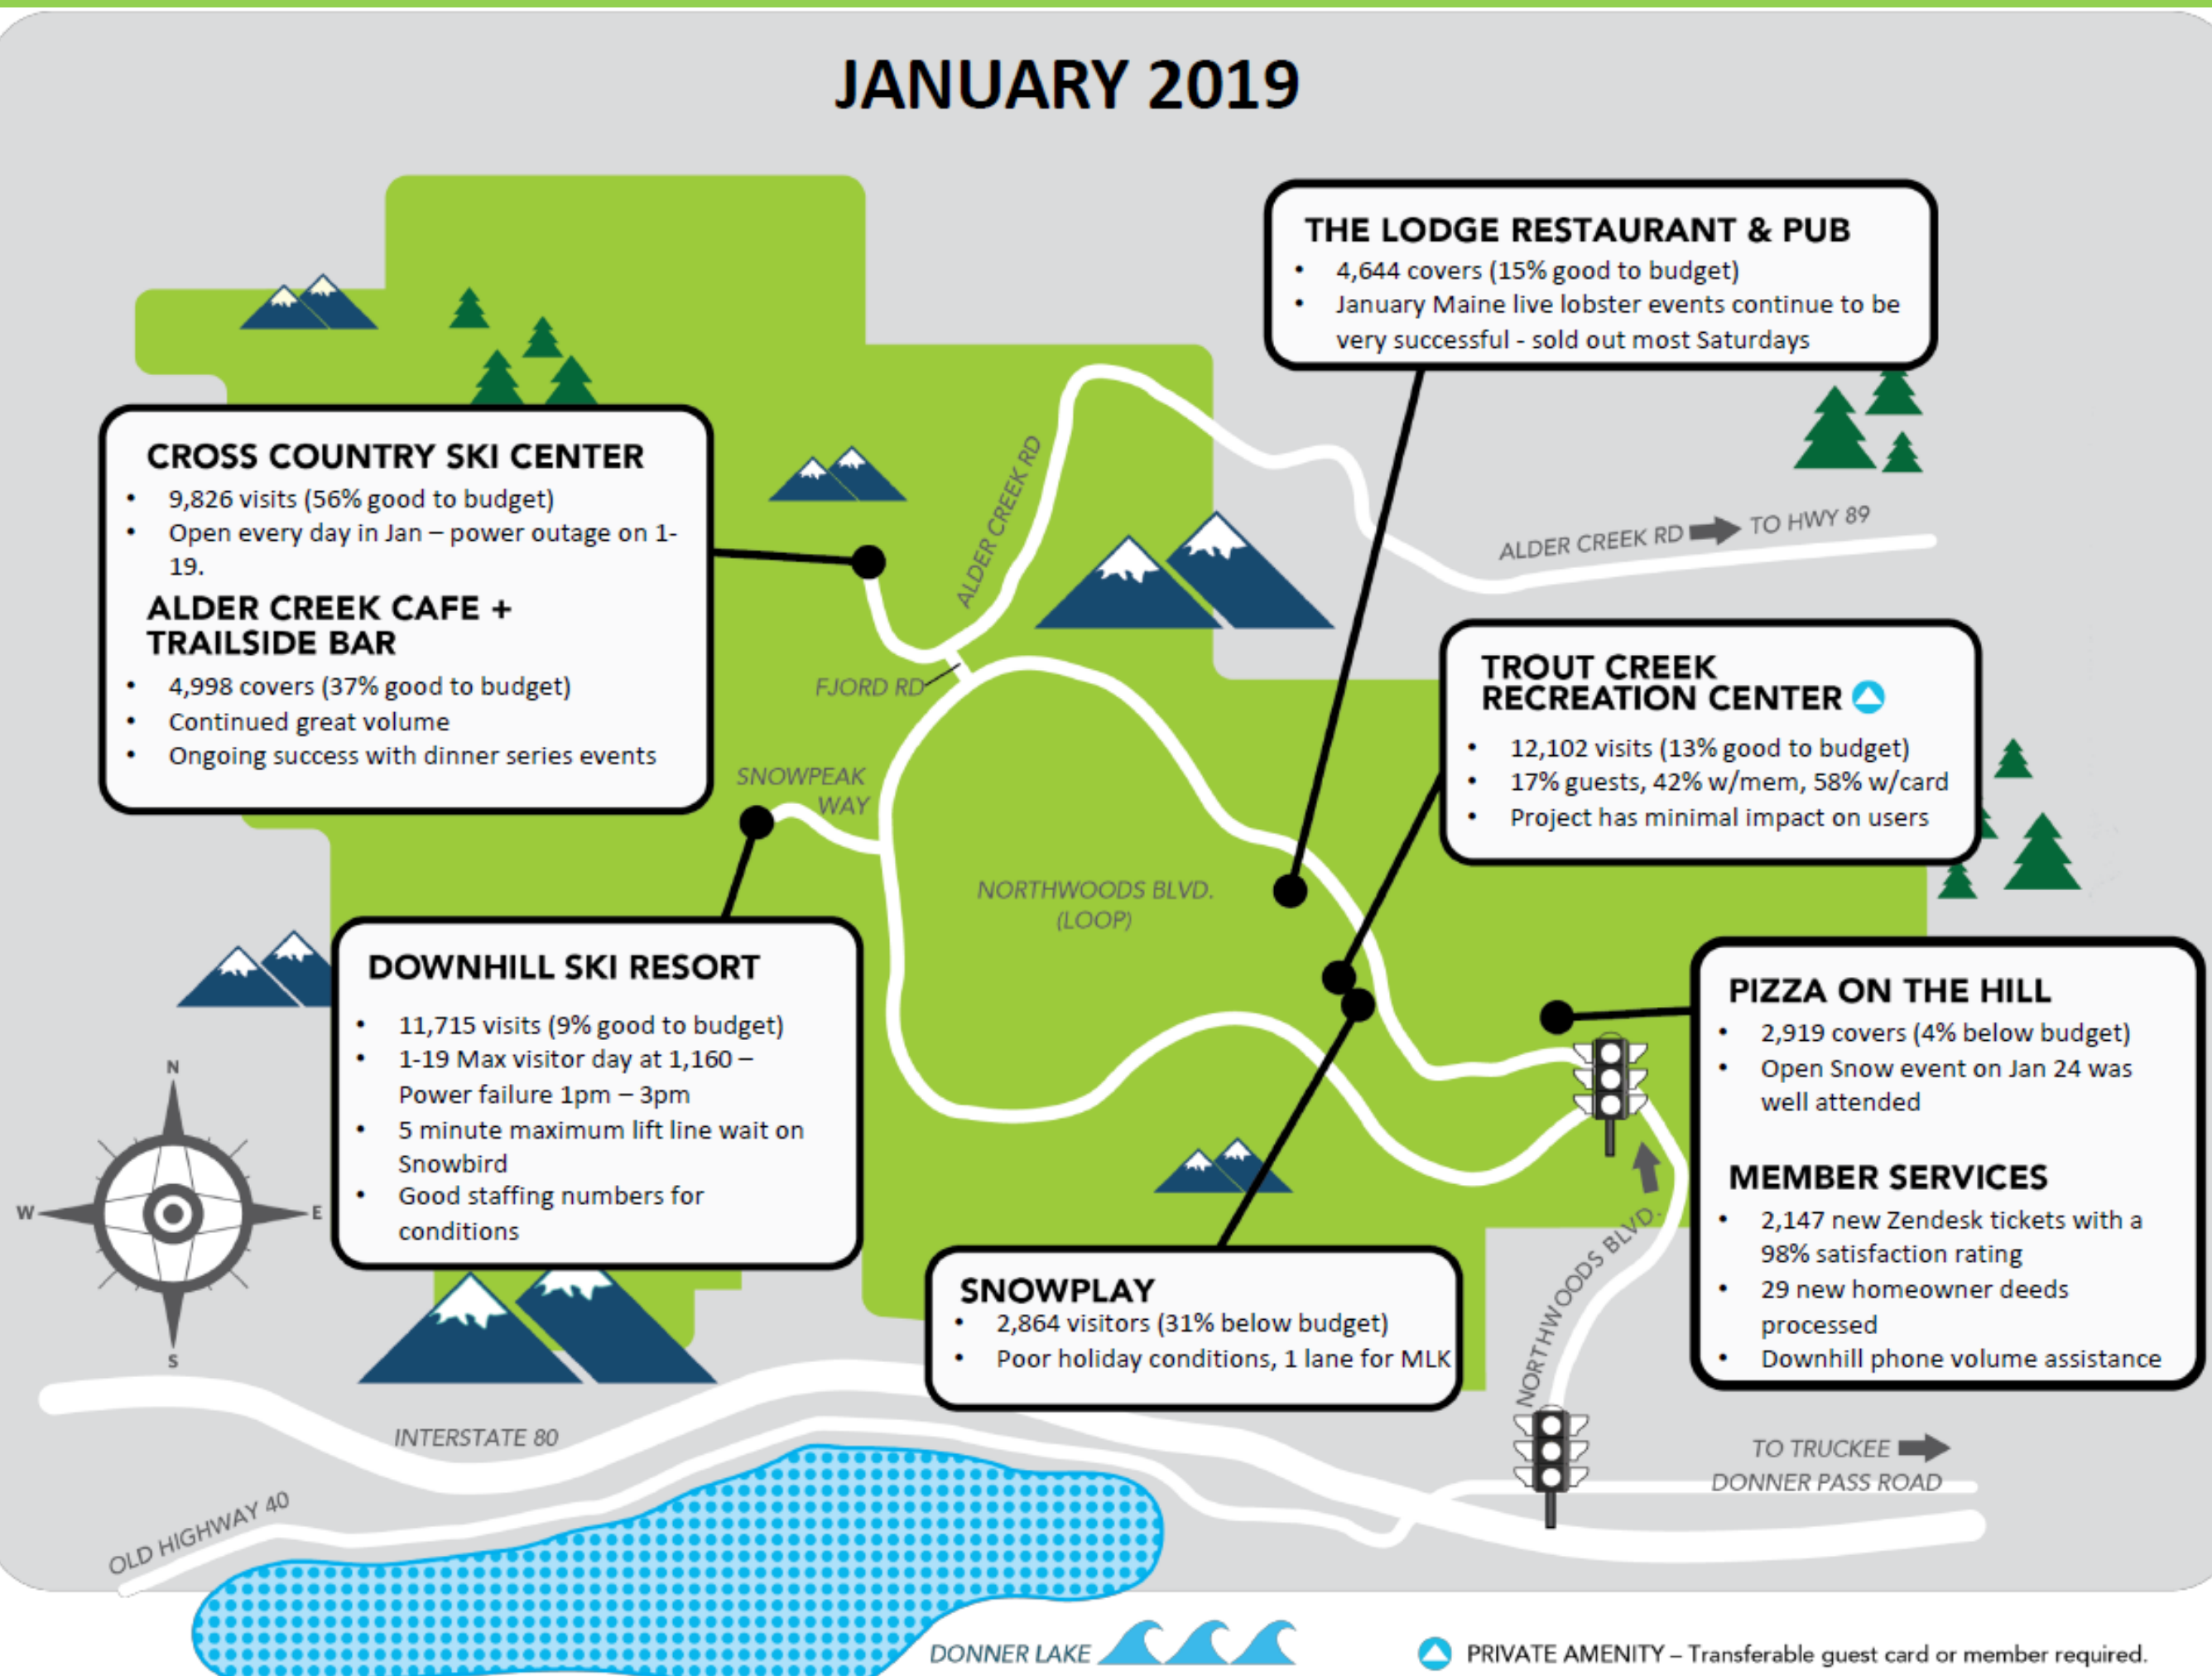 JANUARY 2019
THE LODGE RESTAURANT & PUB
• 4,644 covers (15% good to budget)
• January Maine live lobster events continue to be
very successful - sold out most Saturdays
CROSS COUNTRY SKI CENTER
• 9,826 visits (56% good to budget)
• Open every day in Jan – power outage on 1-
19.
ALDER CREEK CAFE +
TRAILSIDE BAR
• 4,998 covers (37% good to budget)
• Continued great volume
• Ongoing success with dinner series events
ALDER CREEK RD
ALDER CREEK RD TO HWY 89
FJORD RD
TROUT CREEK
RECREATION CENTER
• 12,102 visits (13% good to budget)
• 17% guests, 42% w/mem, 58% w/card
• Project has minimal impact on users
SNOWPEAK
WAY
NORTHWOODS BLVD.
(LOOP)
DOWNHILL SKI RESORT
• 11,715 visits (9% good to budget)
• 1-19 Max visitor day at 1,160 –
Power failure 1pm – 3pm
• 5 minute maximum lift line wait on
Snowbird
• Good staffing numbers for
conditions
PIZZA ON THE HILL
• 2,919 covers (4% below budget)
• Open Snow event on Jan 24 was
well attended
MEMBER SERVICES
• 2,147 new Zendesk tickets with a
98% satisfaction rating
• 29 new homeowner deeds
processed
• Downhill phone volume assistance
N
W
E
S
SNOWPLAY
• 2,864 visitors (31% below budget)
• Poor holiday conditions, 1 lane for MLK
NORTHWOODS BLVD.
INTERSTATE 80
TO TRUCKEE
DONNER PASS ROAD
OLD HIGHWAY 40
DONNER LAKE
PRIVATE AMENITY – Transferable guest card or member required.